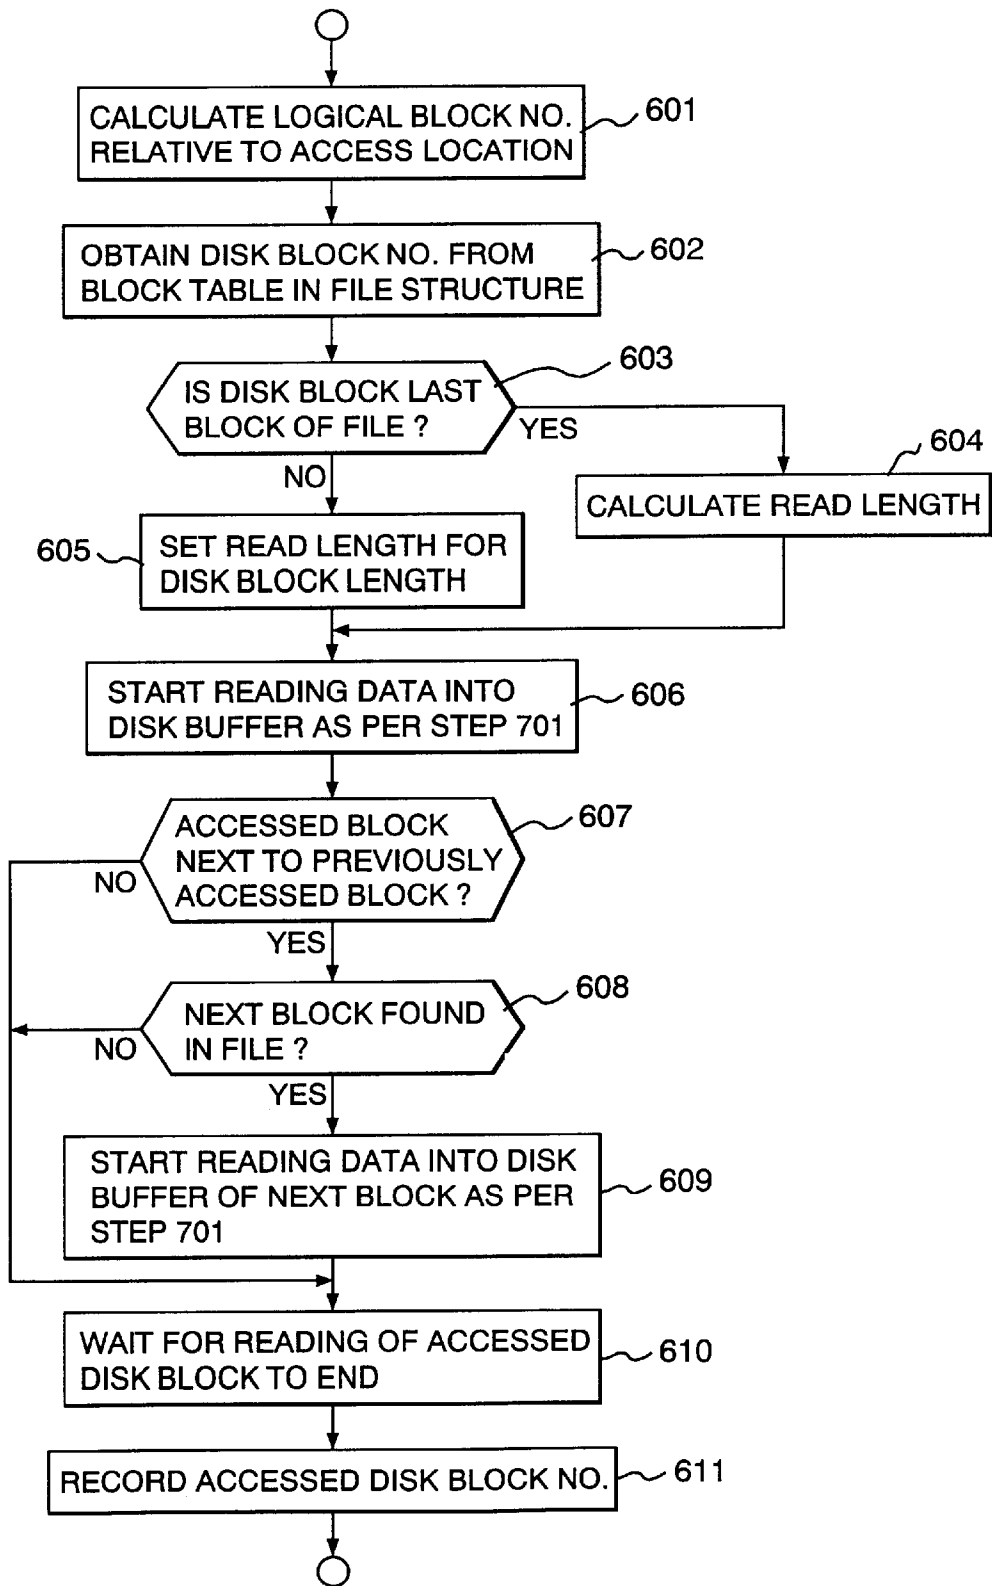 CALCULATE LOGICAL BLOCK NO.
RELATIVE TO ACCESS LOCATION
601
OBTAIN DISK BLOCK NO. FROM
BLOCK TABLE IN FILE STRUCTURE
602
603
IS DISK BLOCK LAST
BLOCK OF FILE ?
YES
NO
604
CALCULATE READ LENGTH
605
SET READ LENGTH FOR
DISK BLOCK LENGTH
START READING DATA INTO
DISK BUFFER AS PER STEP 701
606
607
ACCESSED BLOCK
NEXT TO PREVIOUSLY
ACCESSED BLOCK ?
NO
YES
608
NEXT BLOCK FOUND
IN FILE ?
NO
YES
START READING DATA INTO DISK
BUFFER OF NEXT BLOCK AS PER
STEP 701
609
WAIT FOR READING OF ACCESSED
DISK BLOCK TO END
610
RECORD ACCESSED DISK BLOCK NO.
611